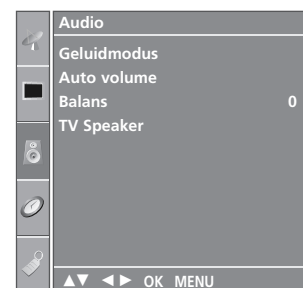 Audio
Geluidmodus
Auto volume
Balans 0
TV Speaker
▲▼ ◄► OK MENU